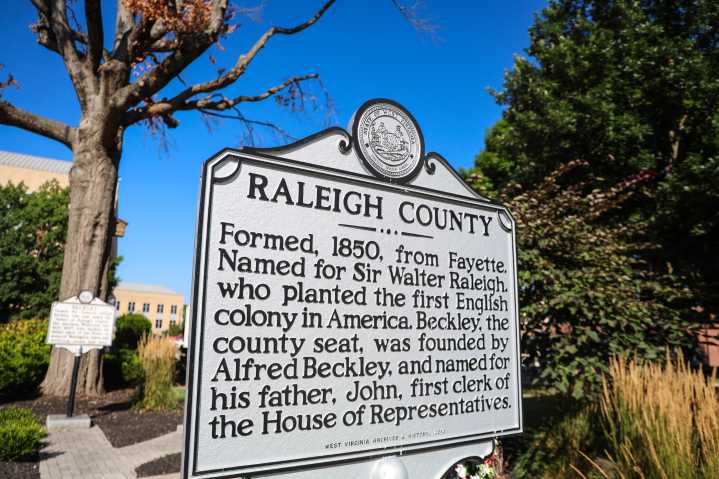 RALEIGH COUNTY
Formed, 1850, from Fayette.
Named for Sir Walter Raleigh,
who planted the first English
colony in America. Beckley, the
county seat, was founded by
Alfred Beckley, and named for
his father, John, first clerk of
the House of Representatives.
WEST VIRGINIA ARCHIVES & HISTORY